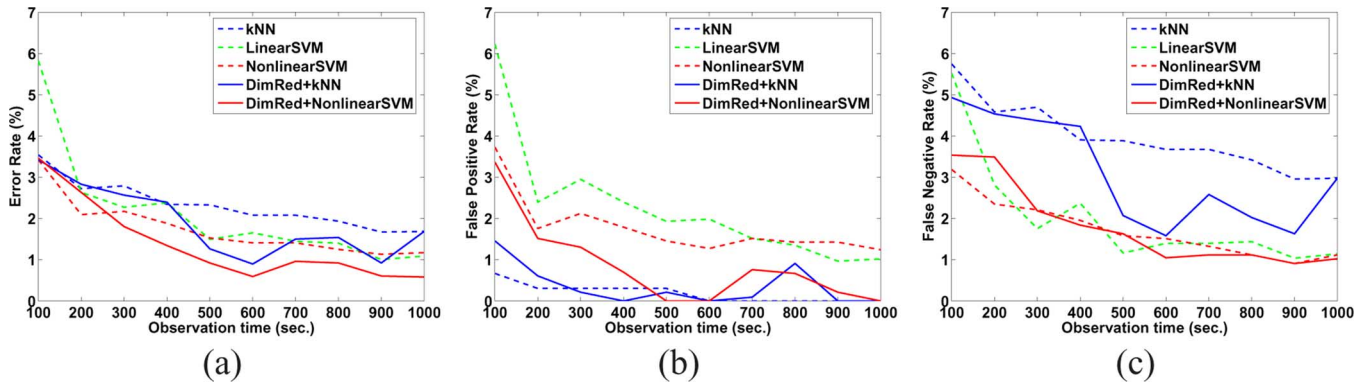 7
6
5
4
3
2
1
0
Error Rate (%)
kNN
LinearSVM
NonlinearSVM
DimRed+kNN
DimRed+NonlinearSVM
100 200 300 400 500 600 700 800 900 1000
Observation time (sec.)
(a)
7
6
5
4
3
2
1
0
False Positive Rate (%)
kNN
LinearSVM
NonlinearSVM
DimRed+kNN
DimRed+NonlinearSVM
100 200 300 400 500 600 700 800 900 1000
Observation time (sec.)
(b)
7
6
5
4
3
2
1
0
False Negative Rate (%)
kNN
LinearSVM
NonlinearSVM
DimRed+kNN
DimRed+NonlinearSVM
100 200 300 400 500 600 700 800 900 1000
Observation time (sec.)
(c)